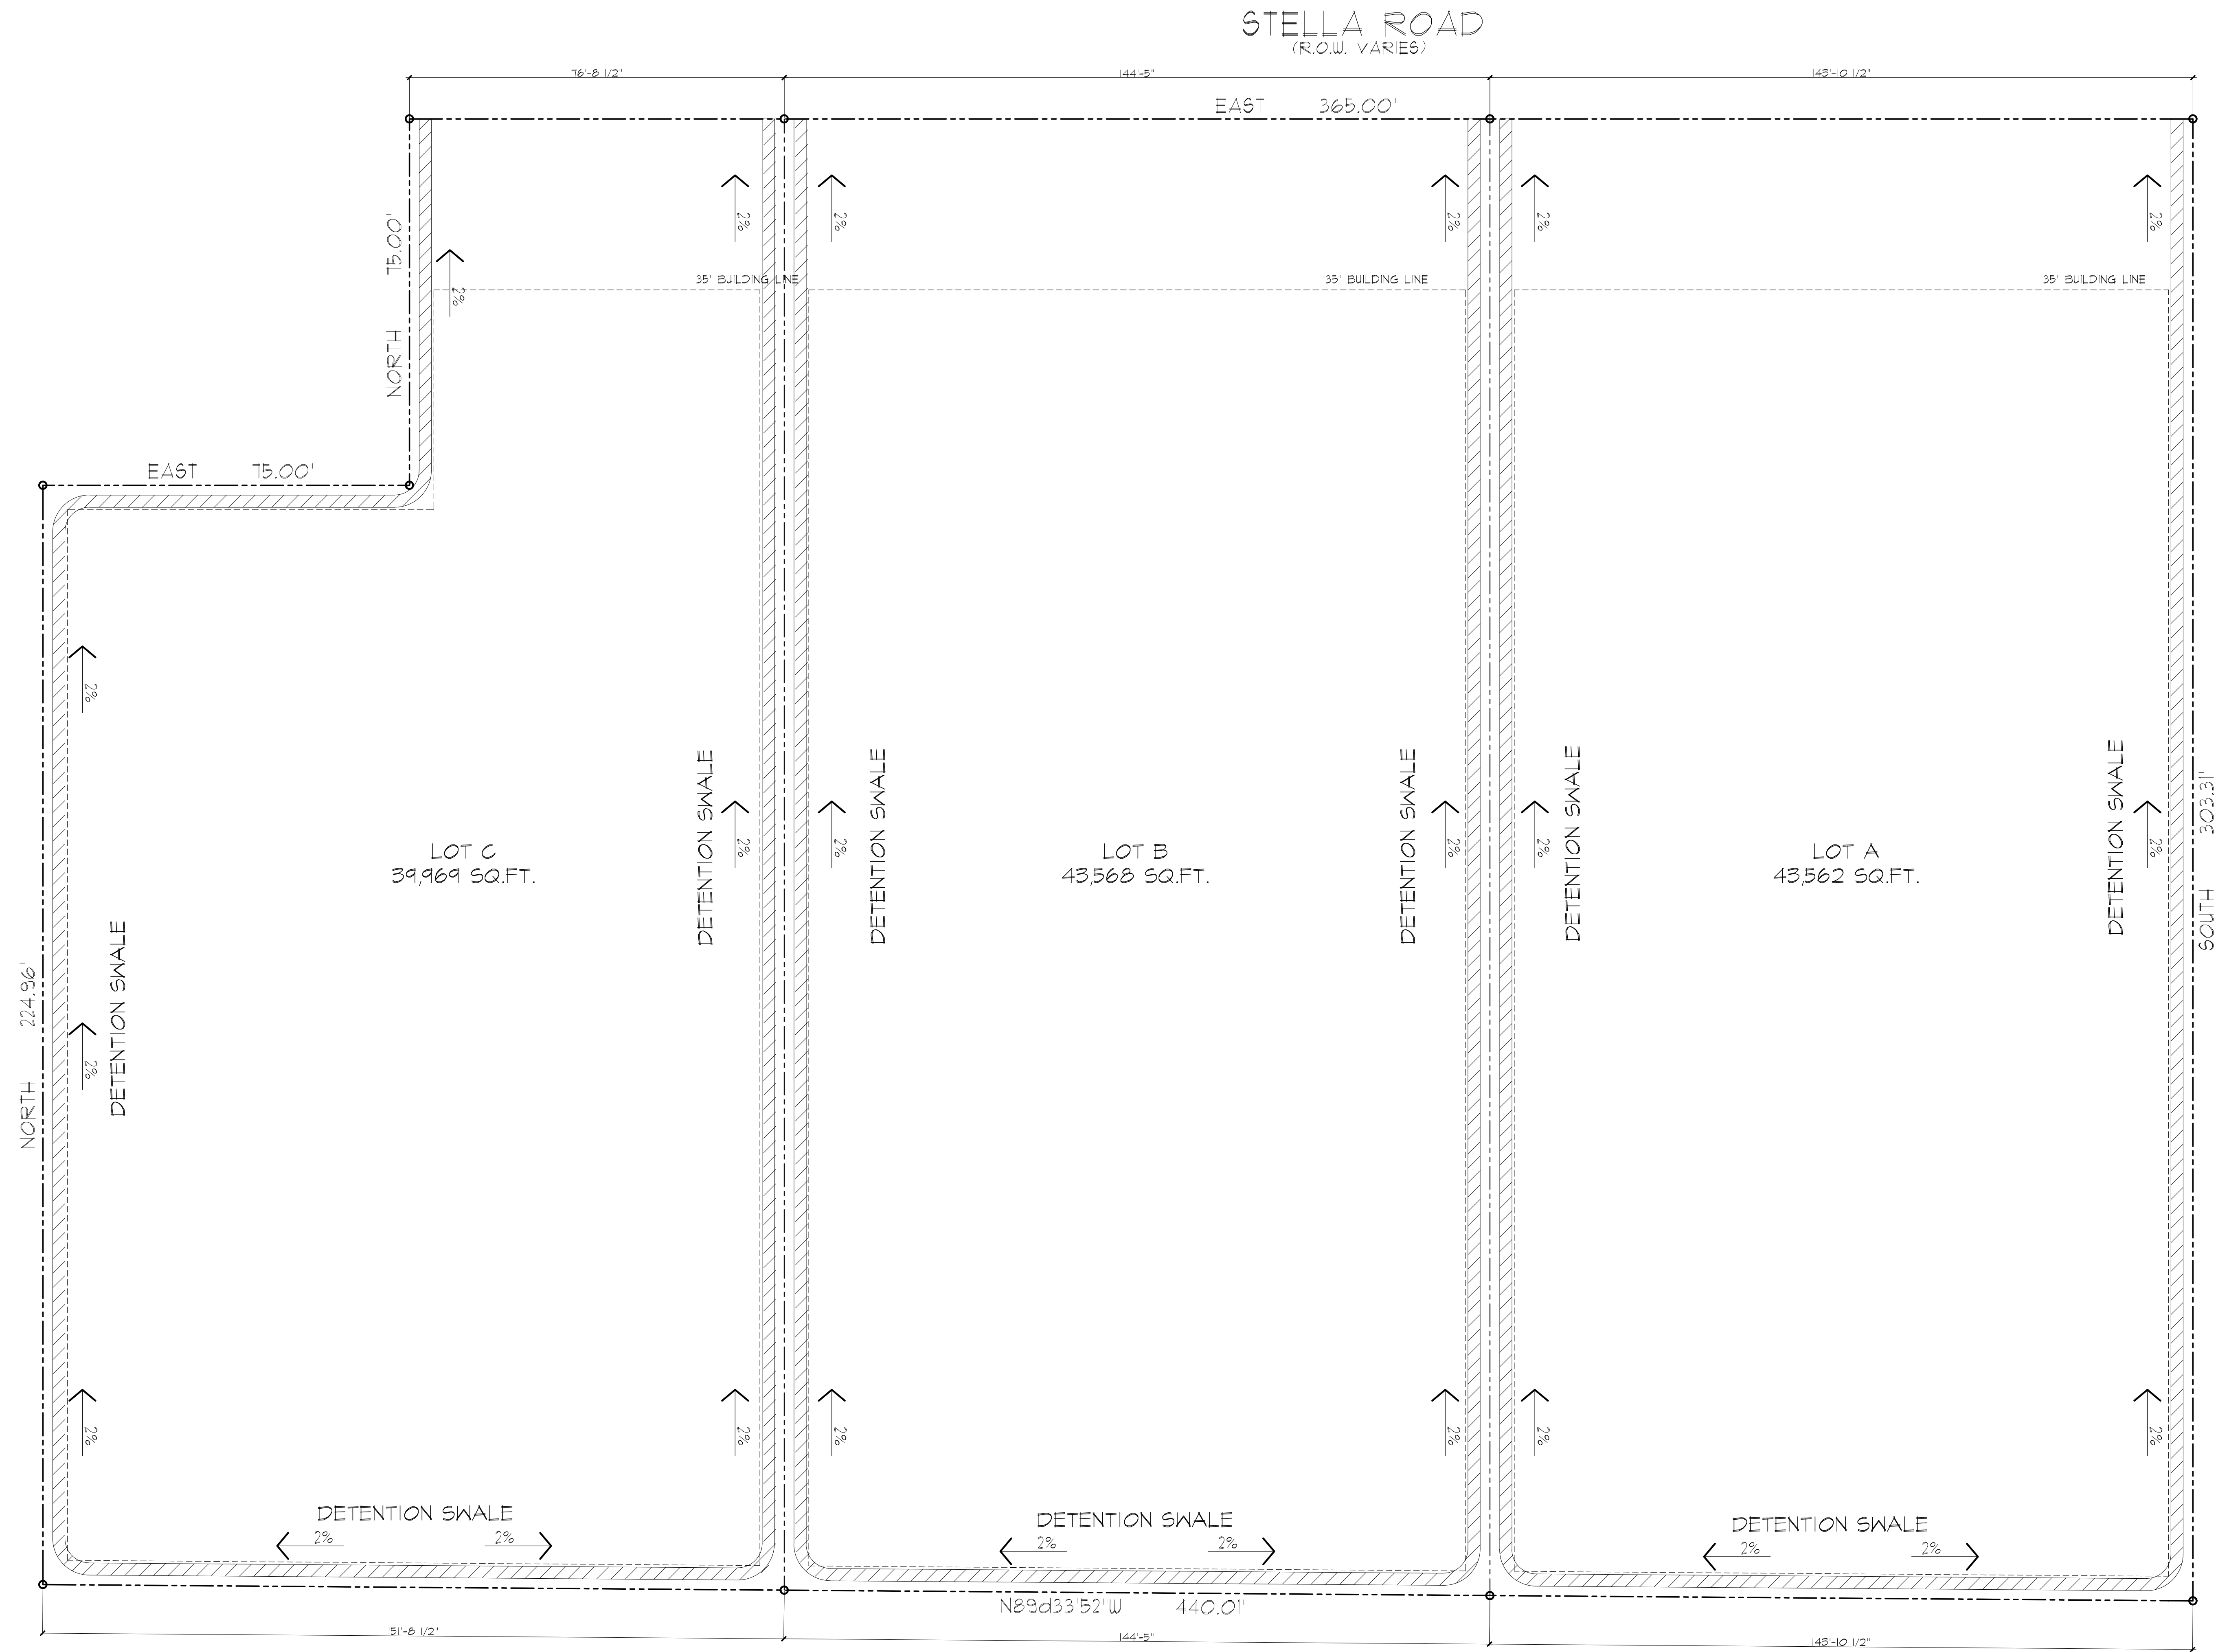 STELLA ROAD
(R.O.W. VARIES)
76'-8 1/2"
144'-5"
143'-10 1/2"
EAST 365.00'
2%
2%
2%
2%
2%
NORTH 75.00'
2%
35' BUILDING LINE
35' BUILDING LINE
35' BUILDING LINE
EAST 75.00'
2%
DETENTION SWALE
2%
2%
DETENTION SWALE
DETENTION SWALE
2%
2%
DETENTION SWALE
DETENTION SWALE
2%
SOUTH 303.31'
LOT C
39,969 SQ.FT.
LOT B
43,568 SQ.FT.
LOT A
43,562 SQ.FT.
NORTH 224.96'
2%
DETENTION SWALE
2%
2%
2%
2%
2%
2%
DETENTION SWALE
2% 2%
DETENTION SWALE
2% 2%
DETENTION SWALE
2% 2%
N89d33'52"W 440.01'
151'-8 1/2"
144'-5"
143'-10 1/2"